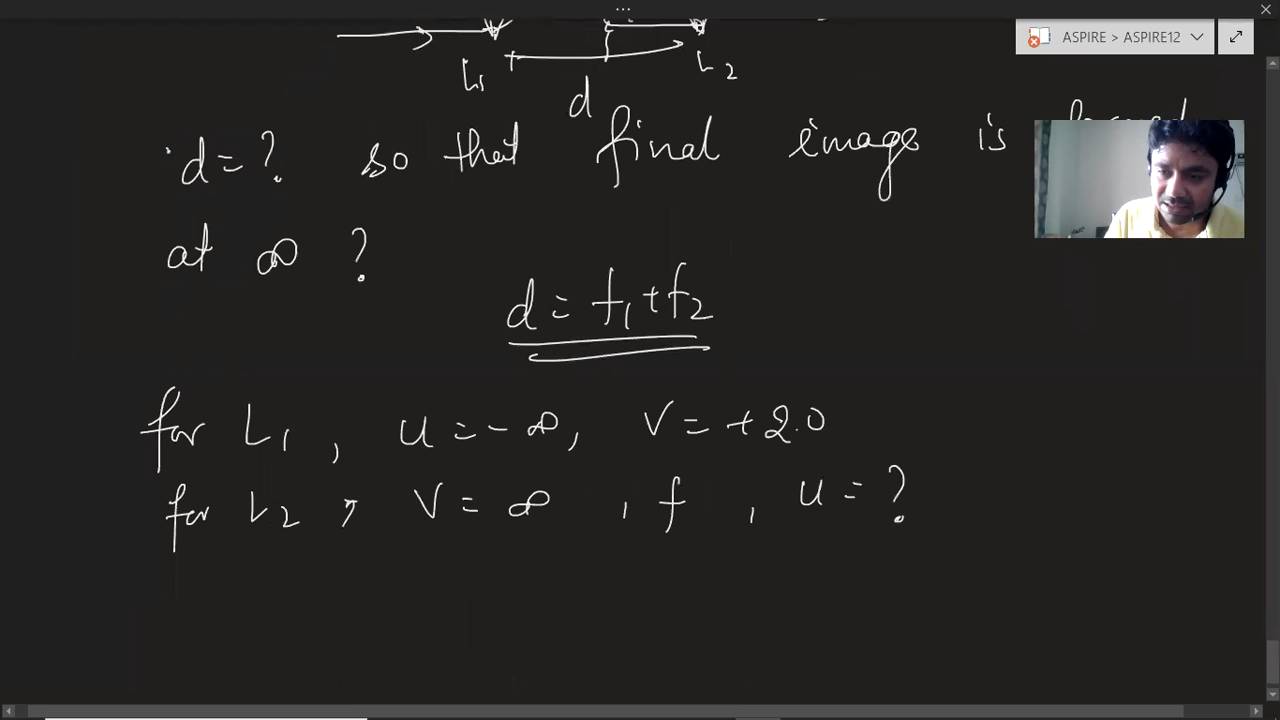 ASPIRE > ASPIRE12
L1 L2
d
d = ? so that final image is
at ∞ ?
d = f1 + f2
for L1, u = - ∞, v = + 20
for L2, v = ∞, f, u = ?